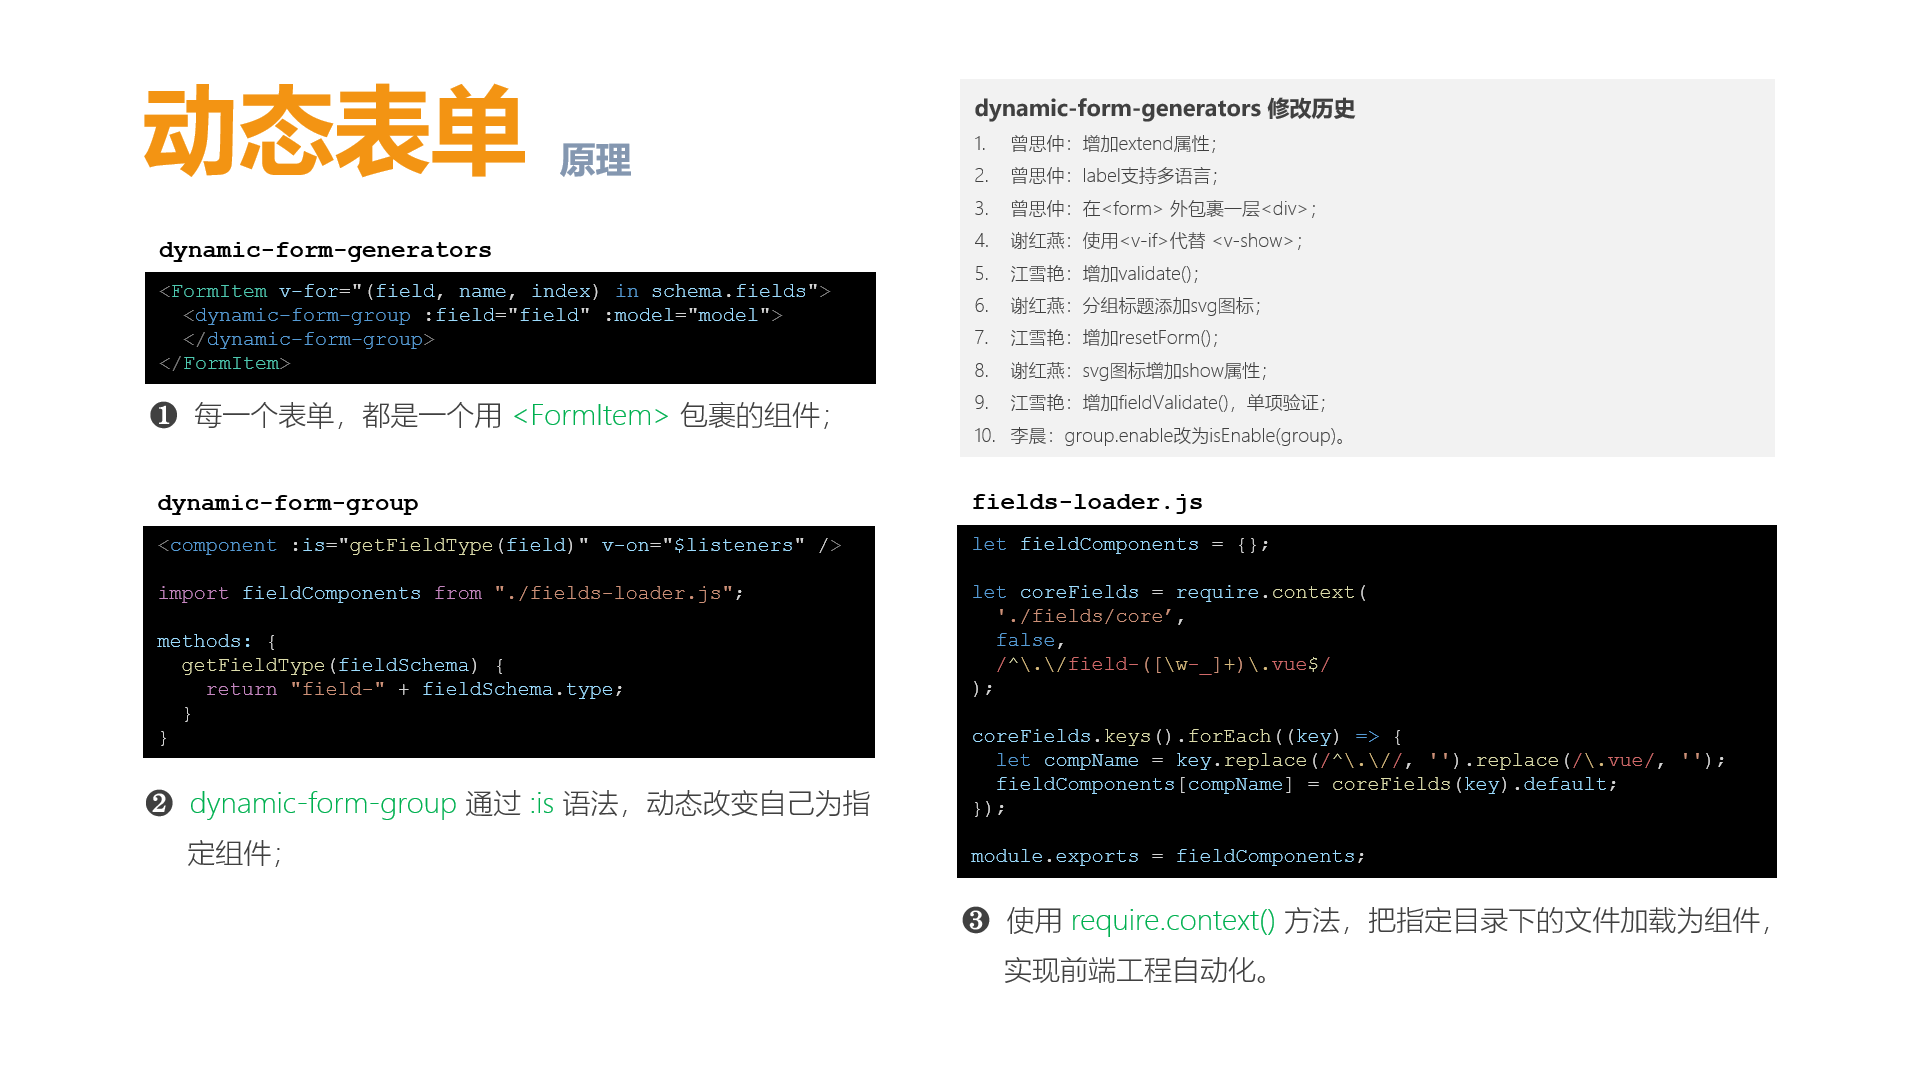 动态表单 原理
dynamic-form-generators
<FormItem v-for="(field, name, index) in schema.fields">
  <dynamic-form-group :field="field" :model="model">
  </dynamic-form-group>
</FormItem>
❶ 每一个表单，都是一个用 <FormItem> 包裹的组件；
dynamic-form-group
<component :is="getFieldType(field)" v-on="$listeners" />
import fieldComponents from "./fields-loader.js";
methods: {
  getFieldType(fieldSchema) {
    return "field-" + fieldSchema.type;
  }
}
❷ dynamic-form-group 通过 :is 语法，动态改变自己为指
定组件；
dynamic-form-generators 修改历史
1. 曾思仲：增加extend属性；
2. 曾思仲：label支持多语言；
3. 曾思仲：在<form> 外包裹一层<div>；
4. 谢红燕：使用<v-if>代替 <v-show>；
5. 江雪艳：增加validate()；
6. 谢红燕：分组标题添加svg图标；
7. 江雪艳：增加resetForm()；
8. 谢红燕：svg图标增加show属性；
9. 江雪艳：增加fieldValidate()，单项验证；
10. 李晨：group.enable改为isEnable(group)。
fields-loader.js
let fieldComponents = {};
let coreFields = require.context(
  './fields/core’,
  false,
  /^\.\/field-([\w-_]+)\.vue$/
);
coreFields.keys().forEach((key) => {
  let compName = key.replace(/^\.\//, '').replace(/\.vue/, '');
  fieldComponents[compName] = coreFields(key).default;
});
module.exports = fieldComponents;
❸ 使用 require.context() 方法，把指定目录下的文件加载为组件，
实现前端工程自动化。